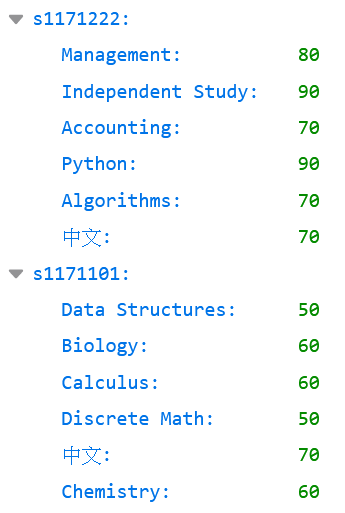 s1171222:
Management: 80
Independent Study: 90
Accounting: 70
Python: 90
Algorithms: 70
中文: 70
s1171101:
Data Structures: 50
Biology: 60
Calculus: 60
Discrete Math: 50
中文: 70
Chemistry: 60